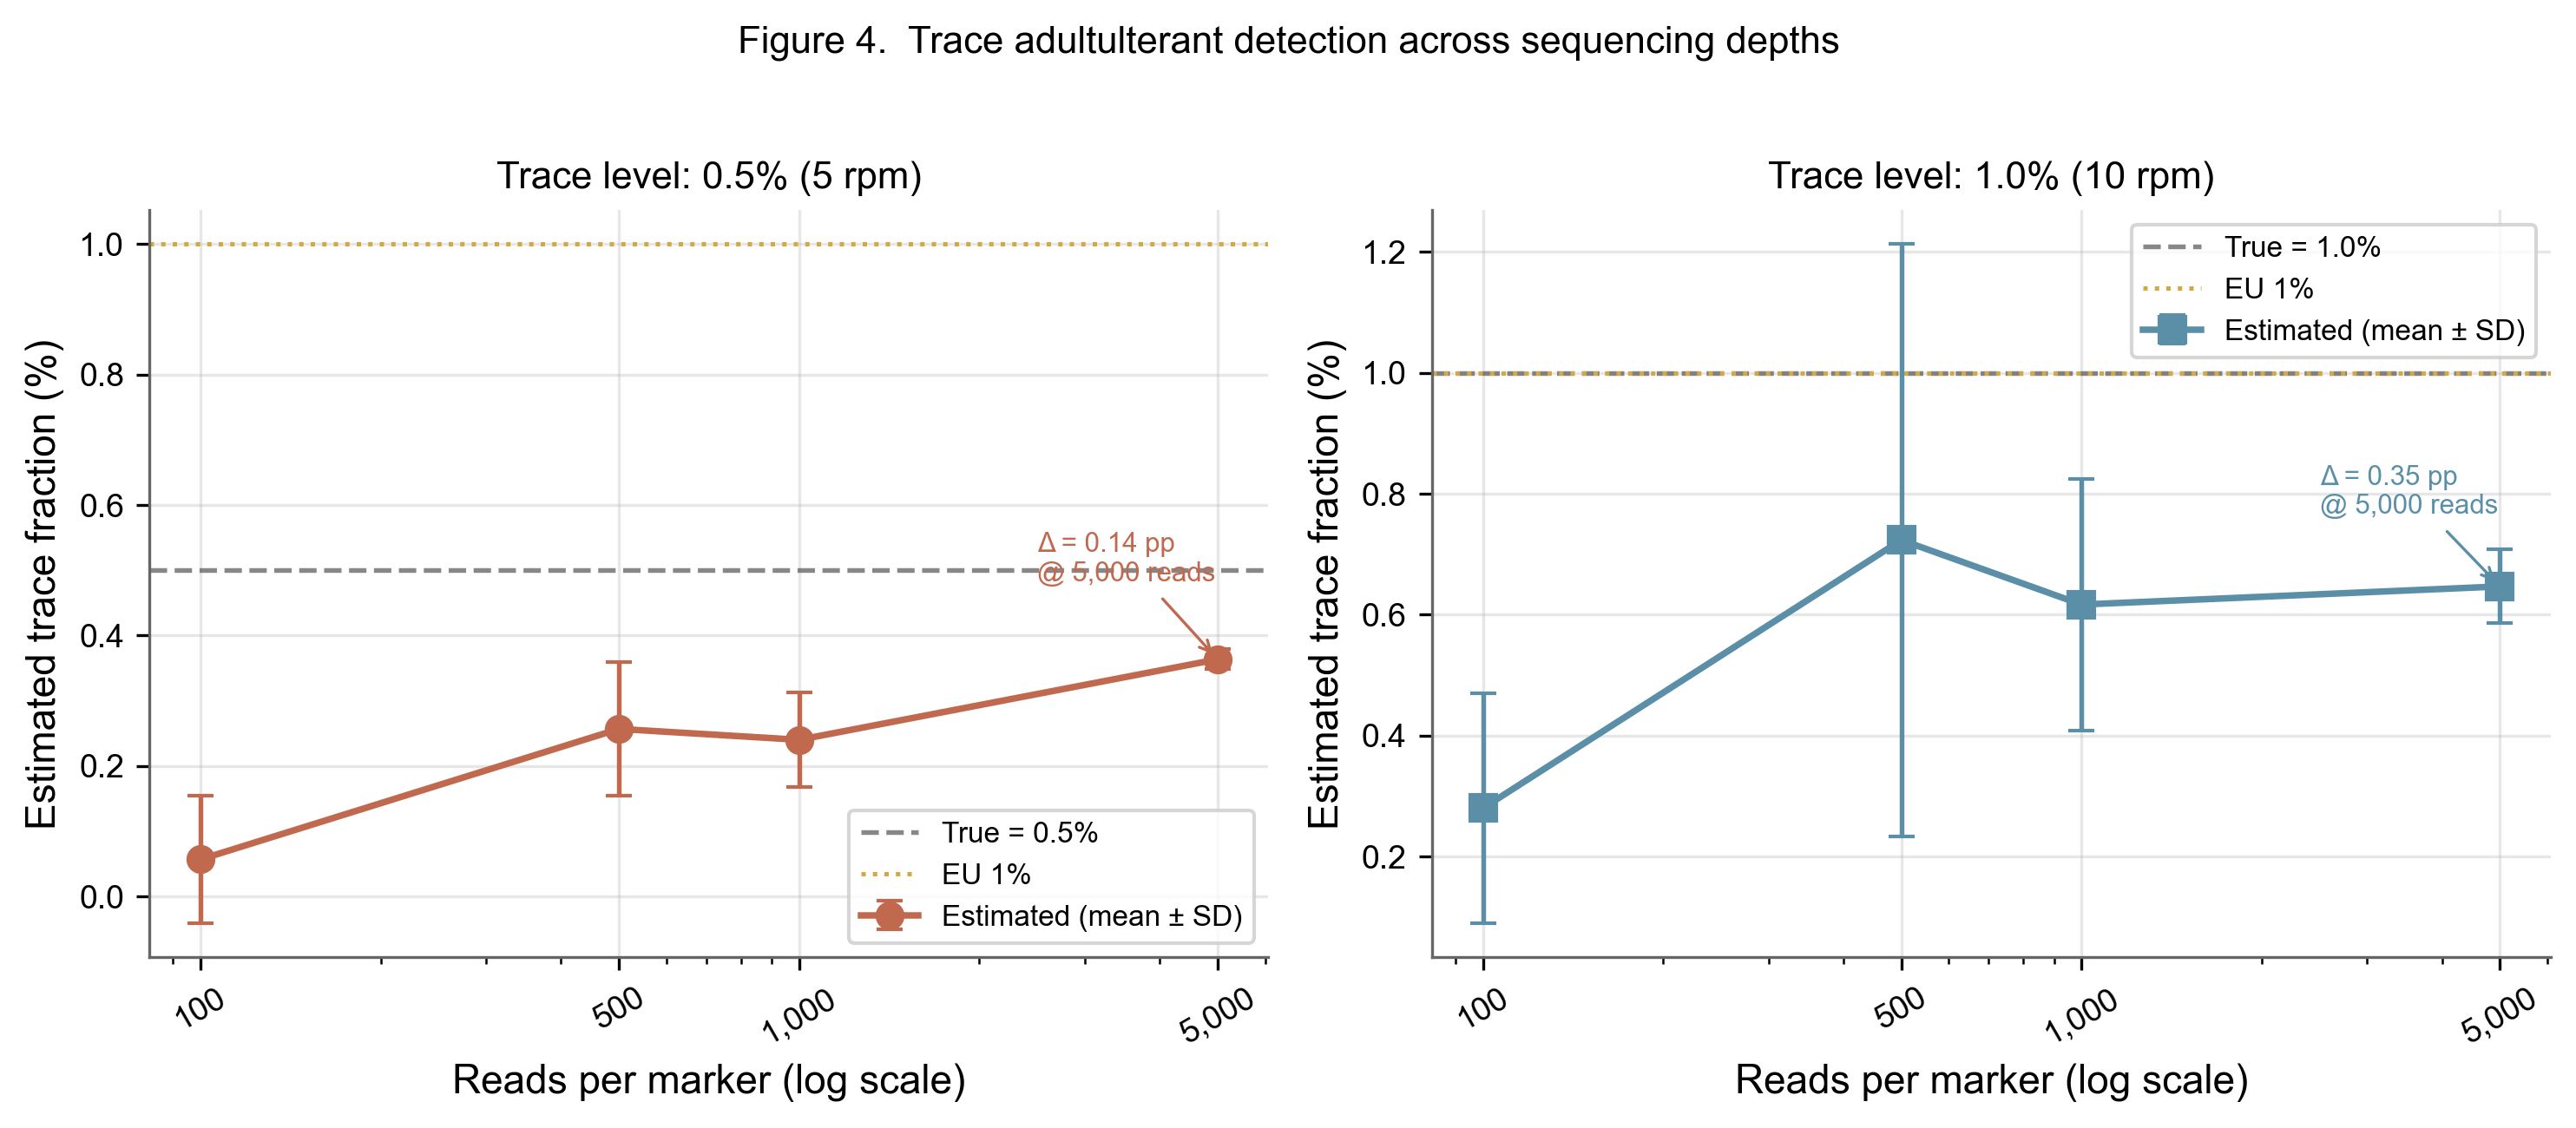 Figure 4.  Trace adultulterant detection across sequencing depths
Trace level: 0.5% (5 rpm)
Estimated trace fraction (%)
1.0
0.8
0.6
0.4
0.2
0.0
Δ = 0.14 pp
@ 5,000 reads
True = 0.5%
EU 1%
Estimated (mean ± SD)
100
500
1,000
5,000
Reads per marker (log scale)
Trace level: 1.0% (10 rpm)
Estimated trace fraction (%)
1.2
1.0
0.8
0.6
0.4
0.2
True = 1.0%
EU 1%
Estimated (mean ± SD)
Δ = 0.35 pp
@ 5,000 reads
100
500
1,000
5,000
Reads per marker (log scale)